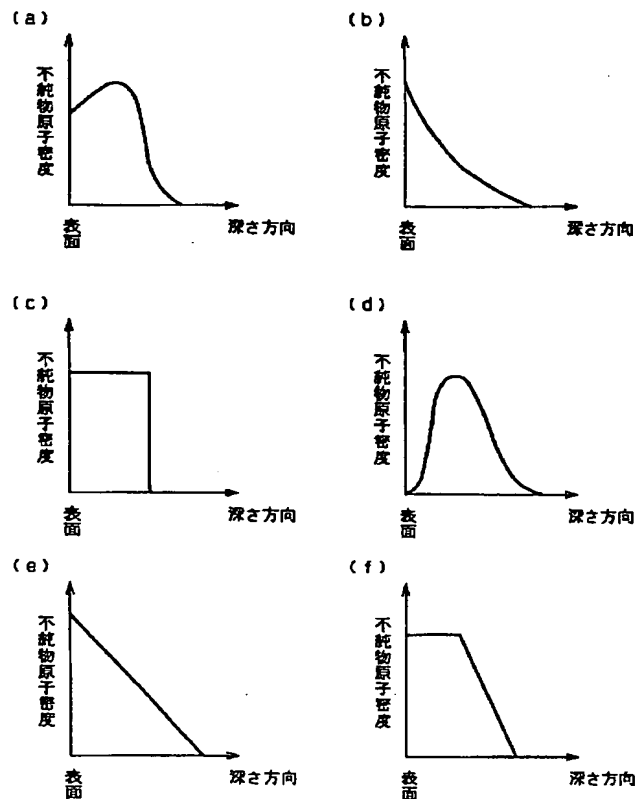 (a)
不純物原子密度
表面
深さ方向
(b)
不純物原子密度
表面
深さ方向
(c)
不純物原子密度
表面
深さ方向
(d)
不純物原子密度
表面
深さ方向
(e)
不純物原子密度
表面
深さ方向
(f)
不純物原子密度
表面
深さ方向